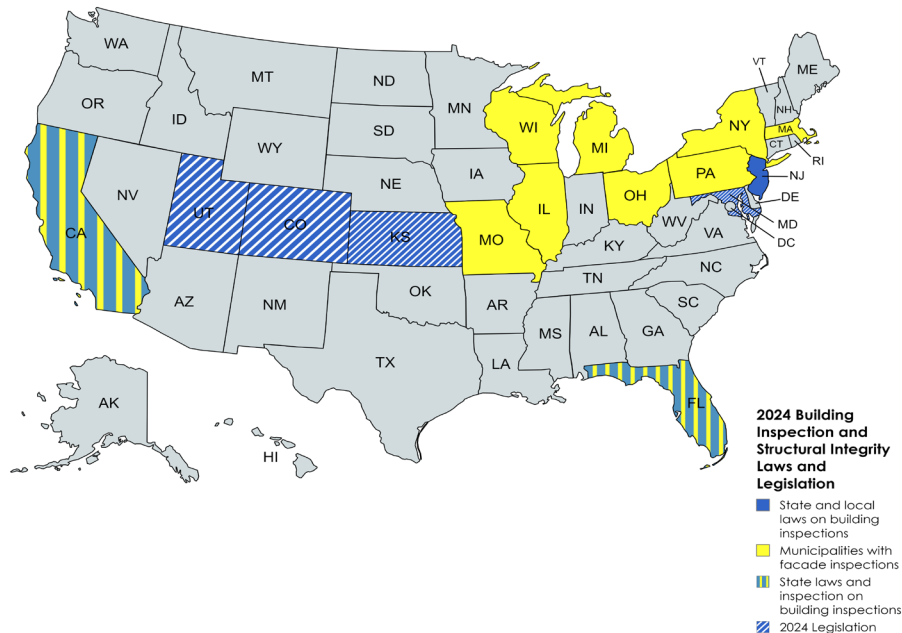 WA
MT
ND
MN
VT
ME
OR
ID
SD
WI
MI
NY
NH
MA
WY
CT
RI
IA
PA
NJ
NE
NV
UT
CO
KS
IL
IN
OH
DE
MD
DC
WV
VA
CA
MO
KY
NC
TN
AZ
NM
OK
AR
SC
MS
AL
GA
TX
LA
AK
FL
HI
2024 Building
Inspection and
Structural Integrity
Laws and
Legislation
State and local
laws on building
inspections
Municipalities with
facade inspections
State laws and
inspection on
building inspections
2024 Legislation